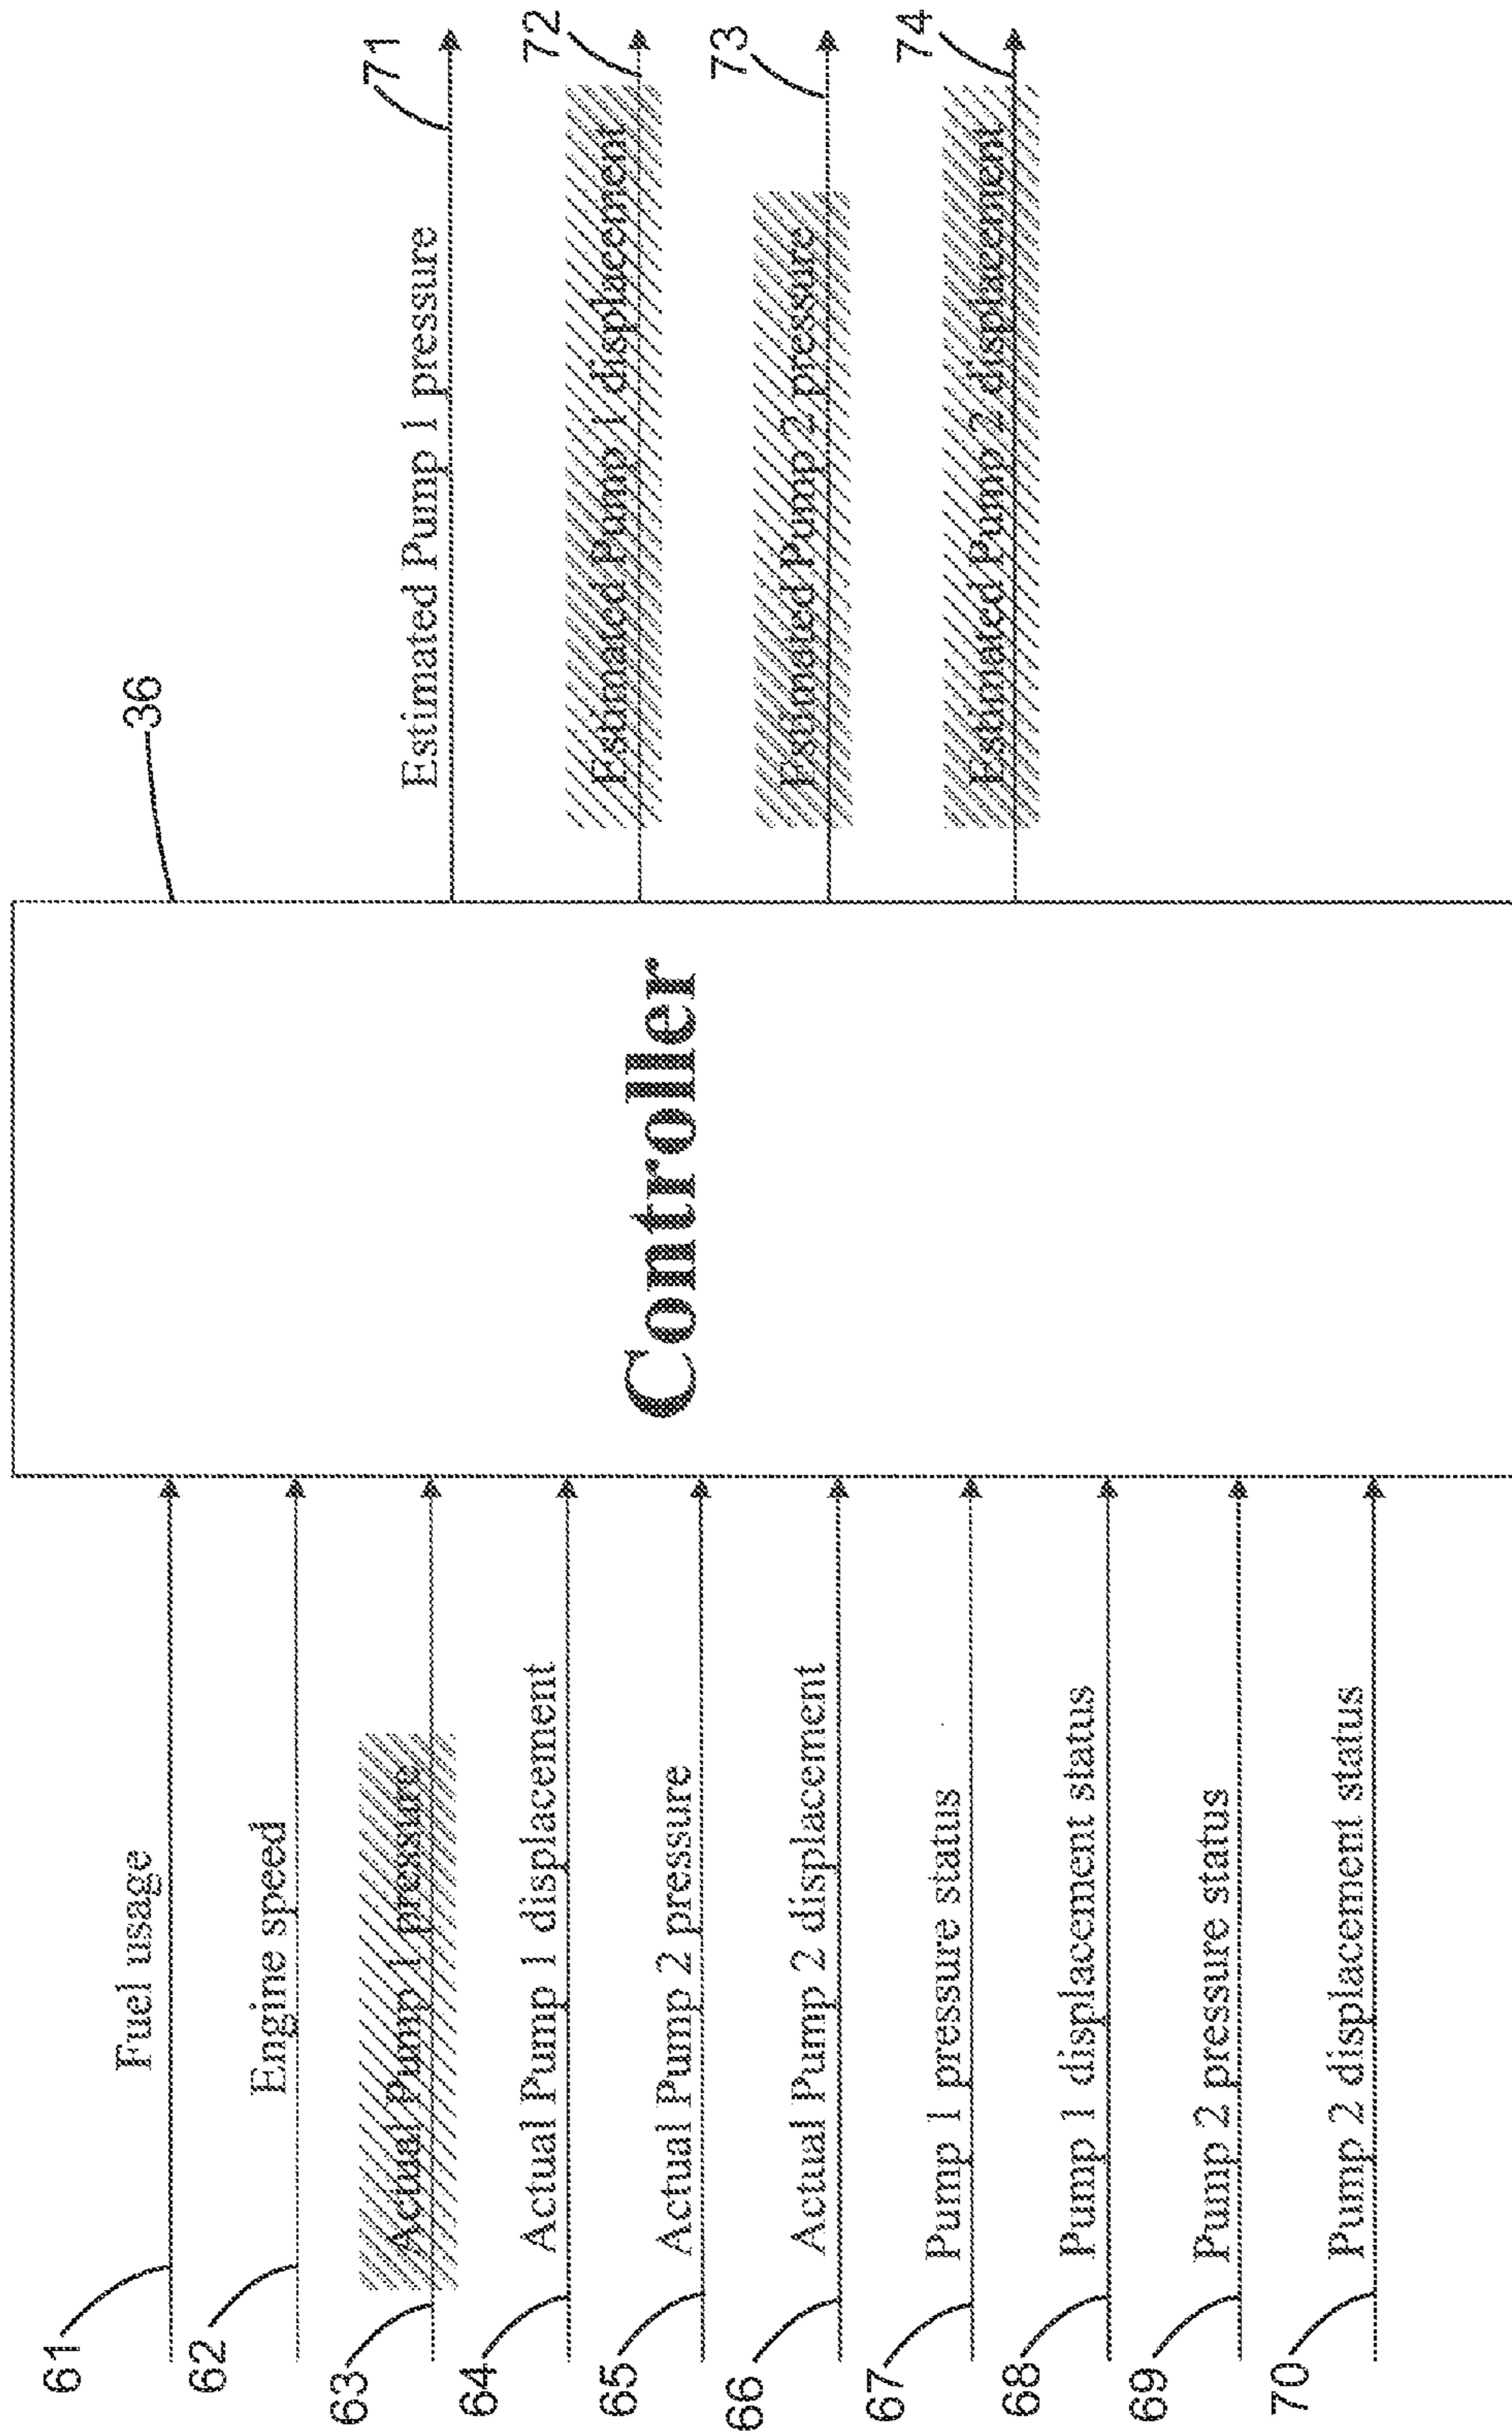 36
Controller
61
Fuel usage
62
Engine speed
63
Actual Pump 1 pressure
64
Actual Pump 1 displacement
65
Actual Pump 2 pressure
66
Actual Pump 2 displacement
67
Pump 1 pressure status
68
Pump 1 displacement status
69
Pump 2 pressure status
70
Pump 2 displacement status
Estimated Pump 1 pressure
71
Estimated Pump 1 displacement
72
Estimated Pump 2 pressure
73
Estimated Pump 2 displacement
74